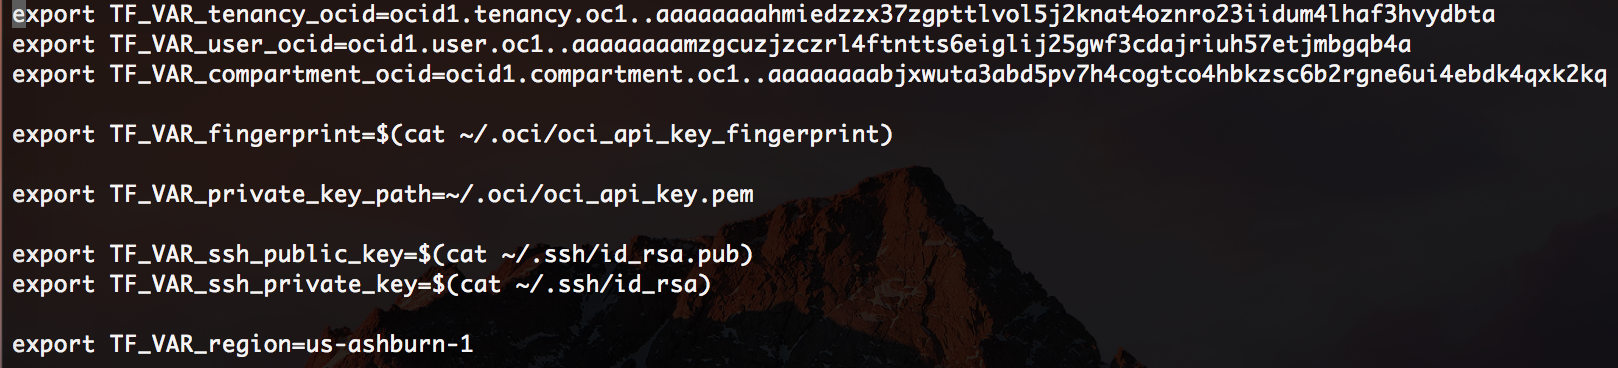 export TF_VAR_tenancy_ocid=ocid1.tenancy.oc1..aaaaaaaahmiedzzx37zgpttlvol5j2knat4oznro23iidum4lhaf3hvydbta
export TF_VAR_user_ocid=ocid1.user.oc1..aaaaaaaamzgcuzjzczrl4ftntts6eiglij25gwf3cdajriuh57etjmbgqb4a
export TF_VAR_compartment_ocid=ocid1.compartment.oc1..aaaaaaaabjxwuta3abd5pv7h4cogtco4hbkzsc6b2rgne6ui4ebdk4qxk2kq
export TF_VAR_fingerprint=$(cat ~/.oci/oci_api_key_fingerprint)
export TF_VAR_private_key_path=~/.oci/oci_api_key.pem
export TF_VAR_ssh_public_key=$(cat ~/.ssh/id_rsa.pub)
export TF_VAR_ssh_private_key=$(cat ~/.ssh/id_rsa)
export TF_VAR_region=us-ashburn-1